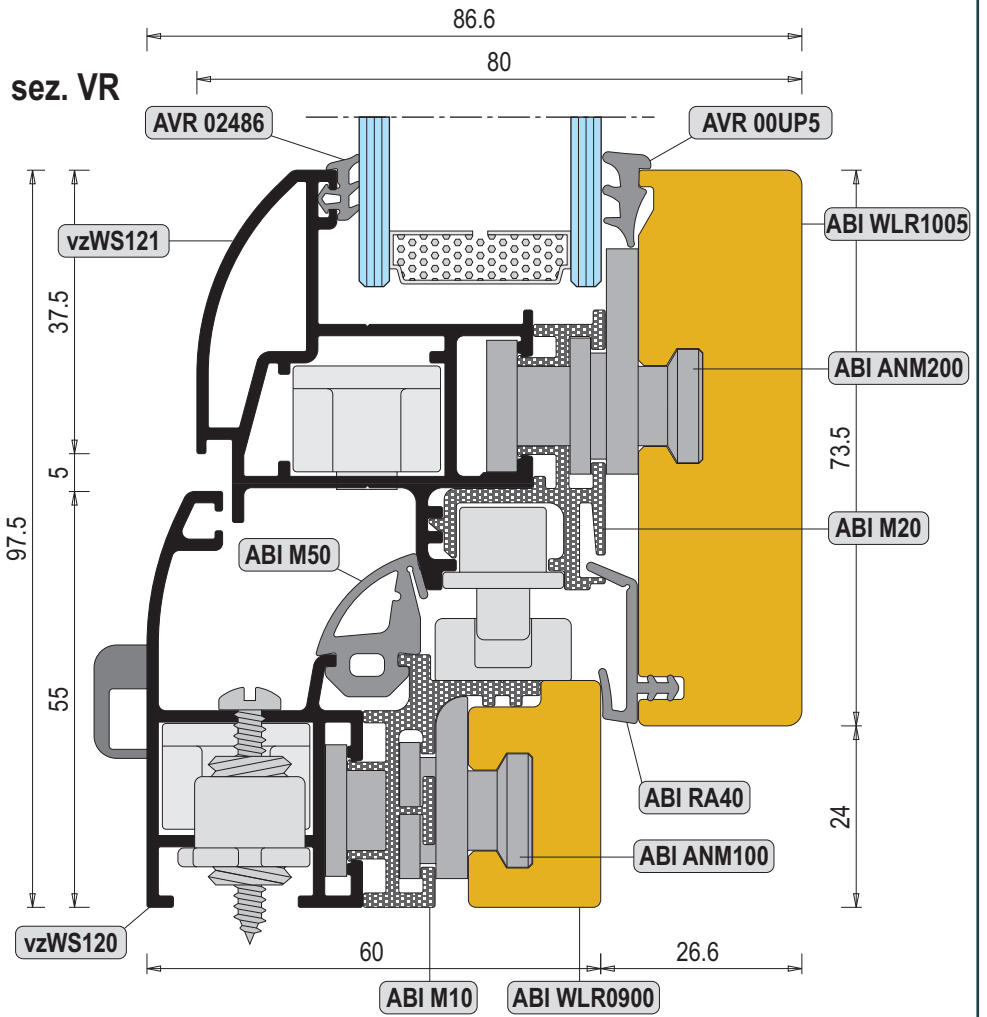 86.6
80
sez. VR
AVR 02486
AVR 00UP5
vzWS121
ABI WLR1005
37.5
ABI ANM200
73.5
5
97.5
ABI M20
ABI M50
55
ABI RA40
24
ABI ANM100
vzWS120
60
26.6
ABI M10
ABI WLR0900